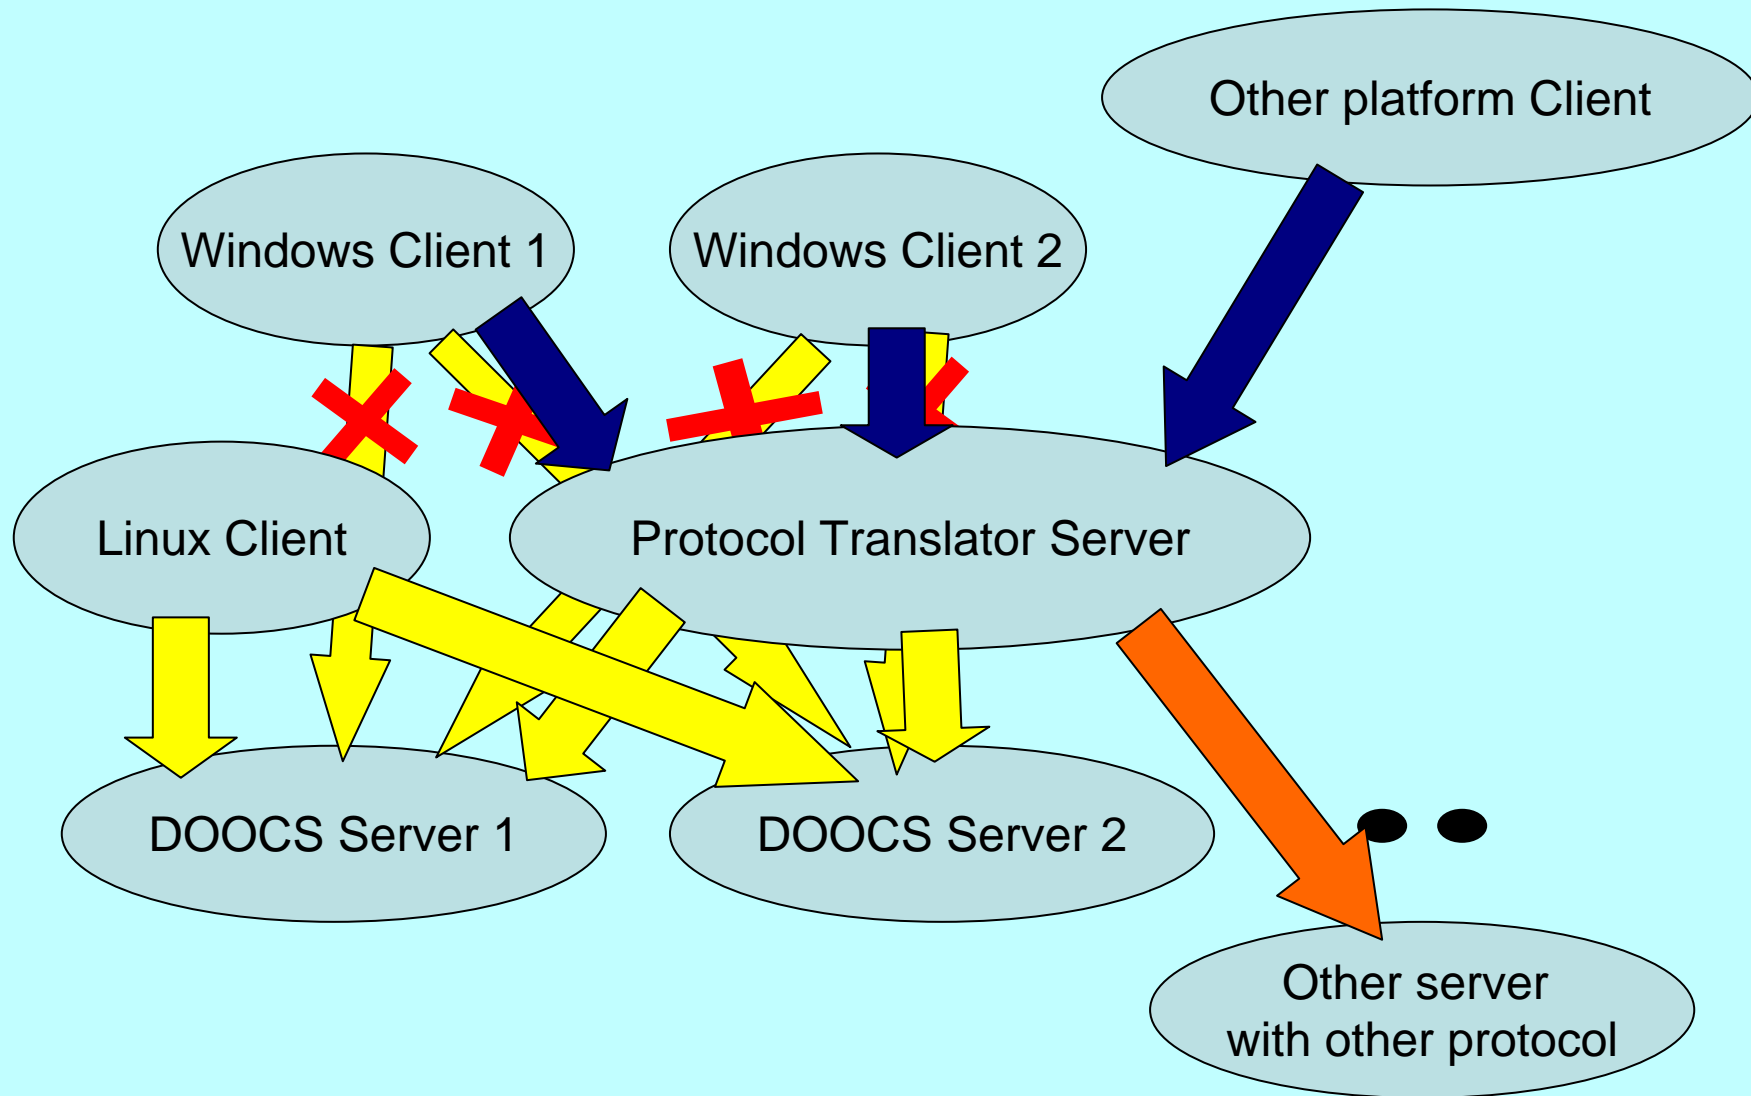 Other platform Client
Windows Client 1
Windows Client 2
Linux Client
Protocol Translator Server
DOOCS Server 1
DOOCS Server 2
Other server
with other protocol